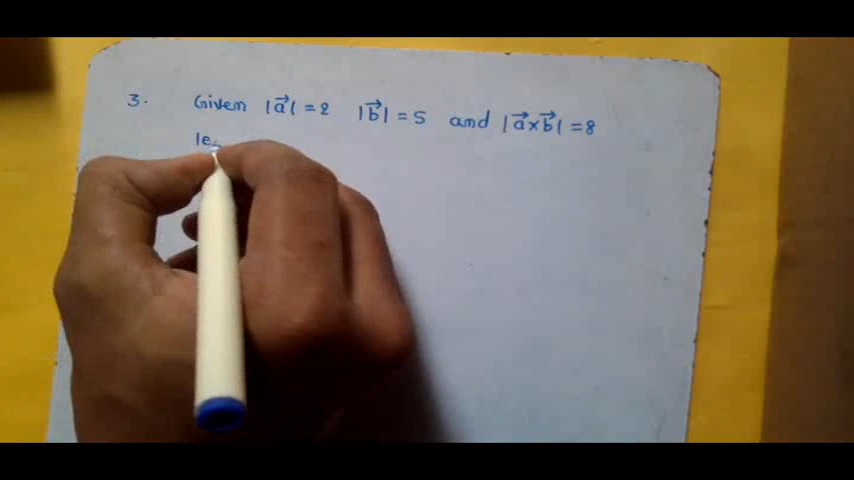 3. Given |a⃗| = 2 |b⃗| = 5 and |a⃗×b⃗| = 8